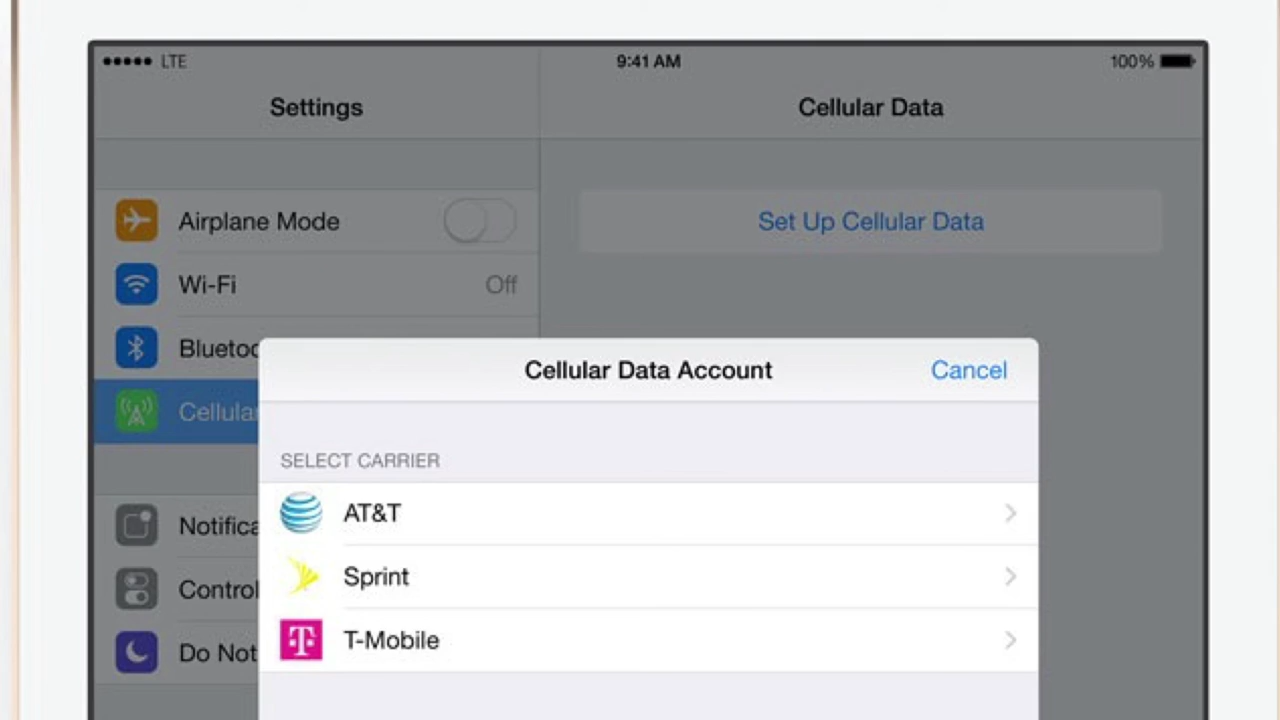 LTE
9:41 AM
100%
Settings
Cellular Data
Airplane Mode
Set Up Cellular Data
Wi-Fi
Off
Bluetoo
Cellular
Cellular Data Account
Cancel
SELECT CARRIER
AT&T
Notifica
Sprint
Control
T-Mobile
Do Not